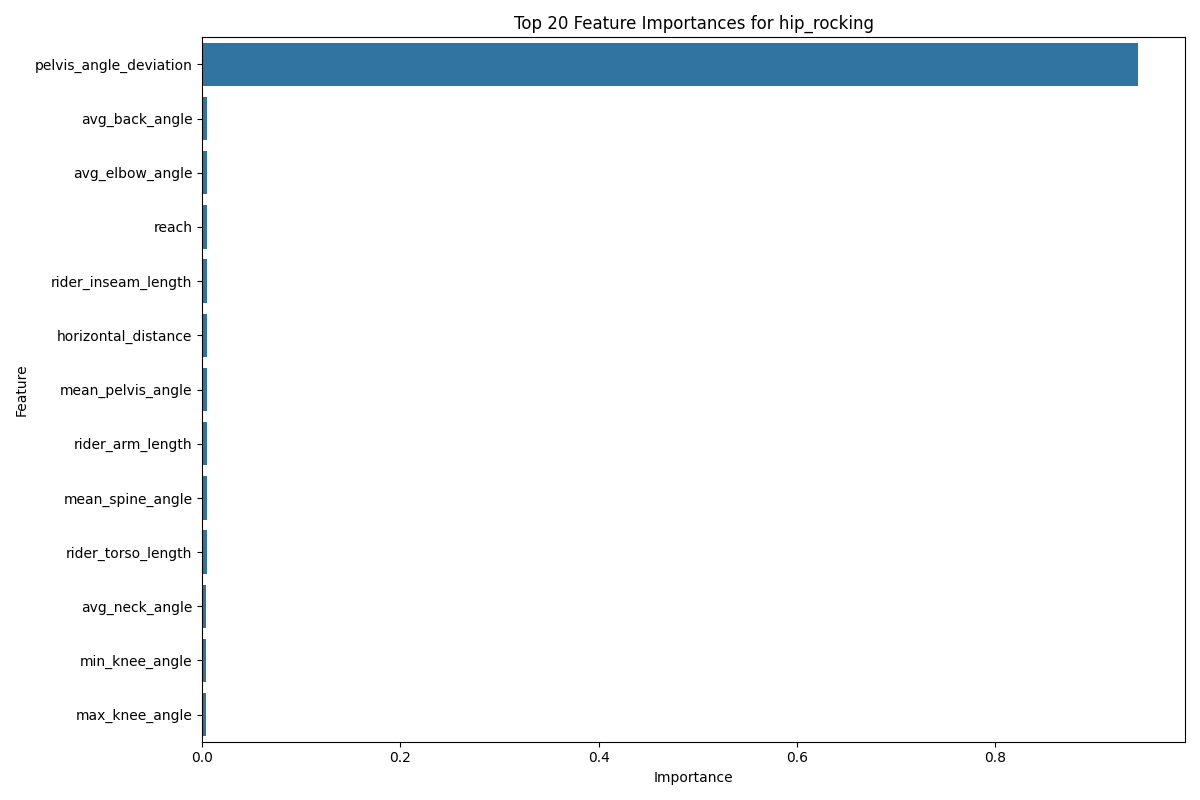 Top 20 Feature Importances for hip_rocking
pelvis_angle_deviation
avg_back_angle
avg_elbow_angle
reach
rider_inseam_length
horizontal_distance
mean_pelvis_angle
rider_arm_length
mean_spine_angle
rider_torso_length
avg_neck_angle
min_knee_angle
max_knee_angle
Feature
0.0 0.2 0.4 0.6 0.8
Importance